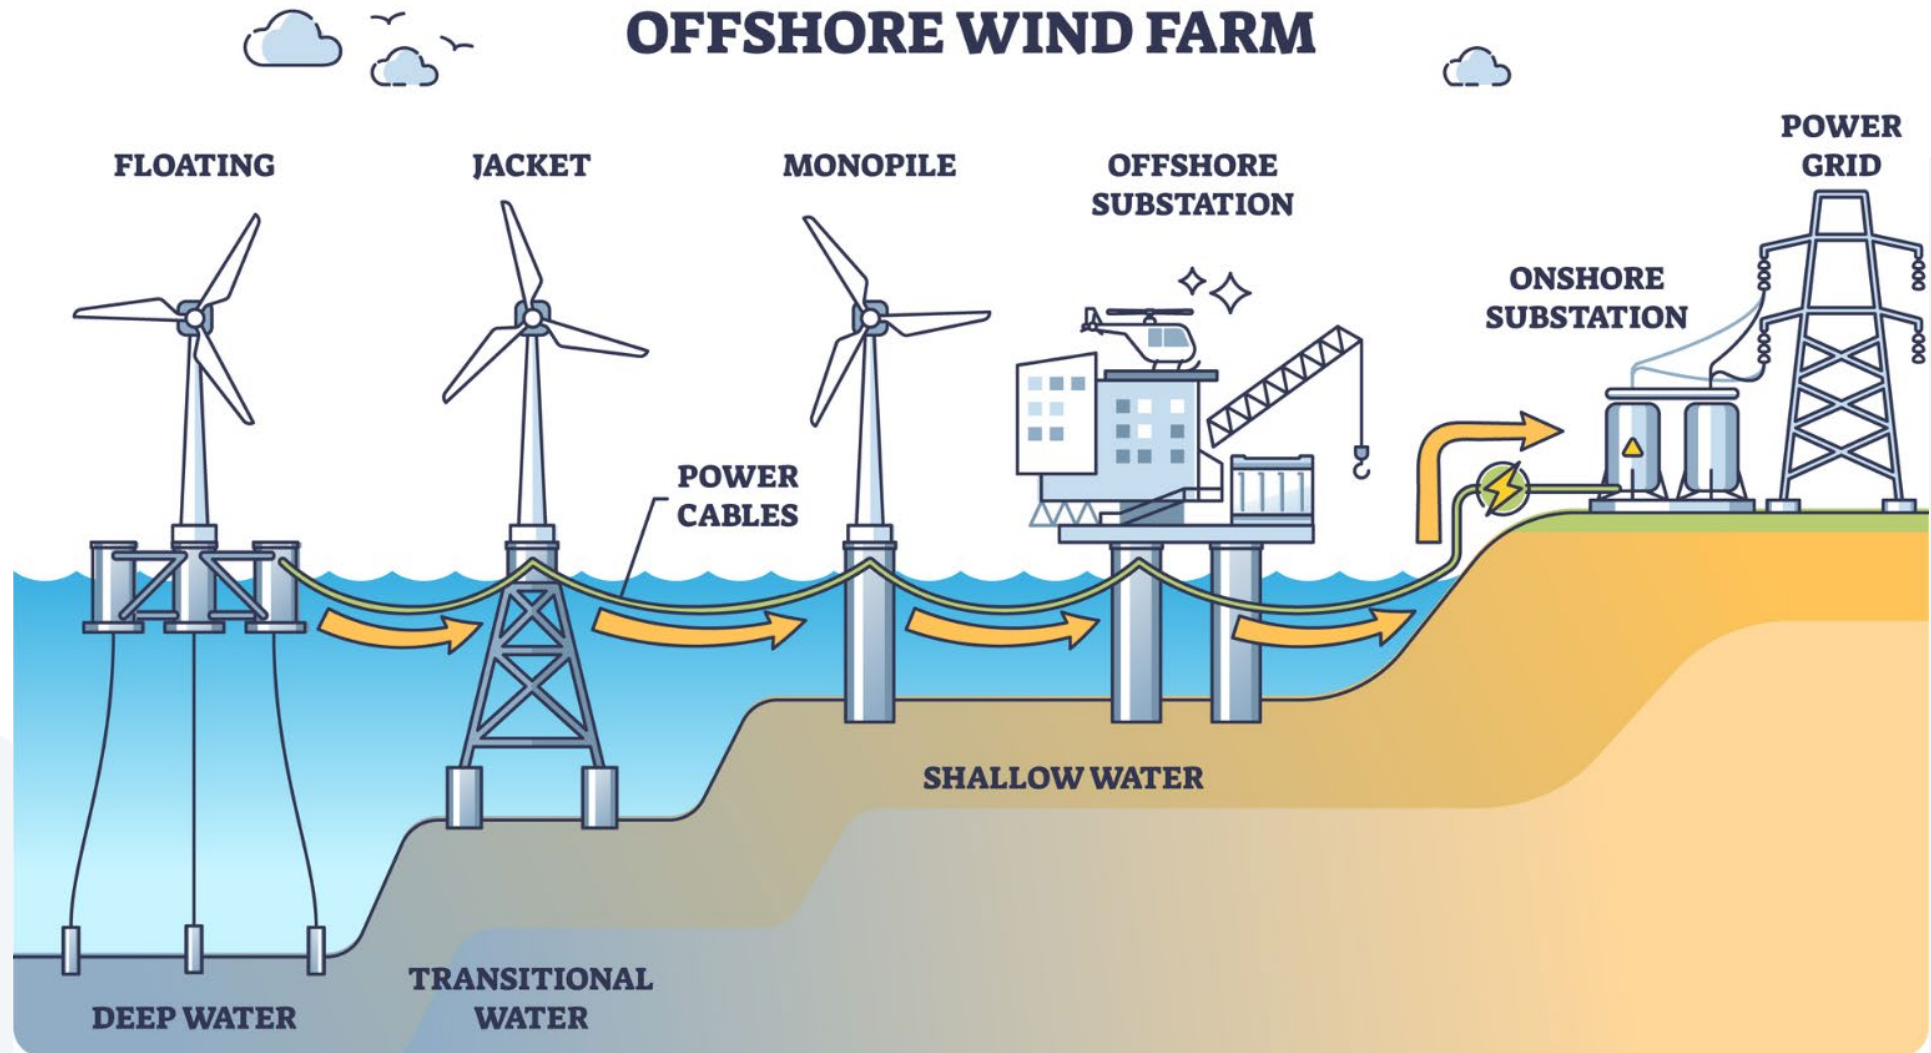 OFFSHORE WIND FARM
FLOATING
JACKET
MONOPILE
OFFSHORE
SUBSTATION
POWER
GRID
ONSHORE
SUBSTATION
POWER
CABLES
SHALLOW WATER
TRANSITIONAL
WATER
DEEP WATER